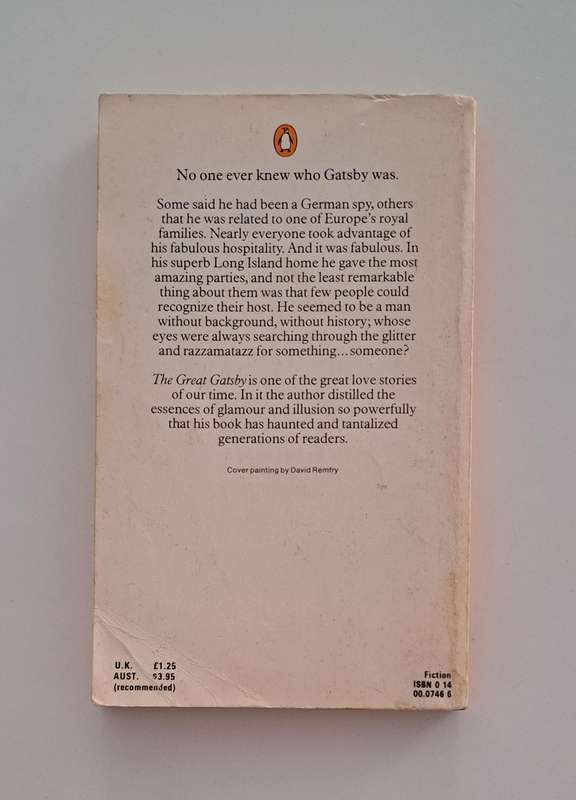 No one ever knew who Gatsby was.
Some said he had been a German spy, others
that he was related to one of Europe's royal
families. Nearly everyone took advantage of
his fabulous hospitality. And it was fabulous. In
his superb Long Island home he gave the most
amazing parties, and not the least remarkable
thing about them was that few people could
recognize their host. He seemed to be a man
without background, without history; whose
eyes were always searching through the glitter
and razzamatazz for something...someone?
The Great Gatsby is one of the great love stories
of our time. In it the author distilled the
essences of glamour and illusion so powerfully
that his book has haunted and tantalized
generations of readers.
Cover painting by David Remfry
U.K. £1.25
AUST. $3.95
(recommended)
Fiction
ISBN 0 14
00.0746 6